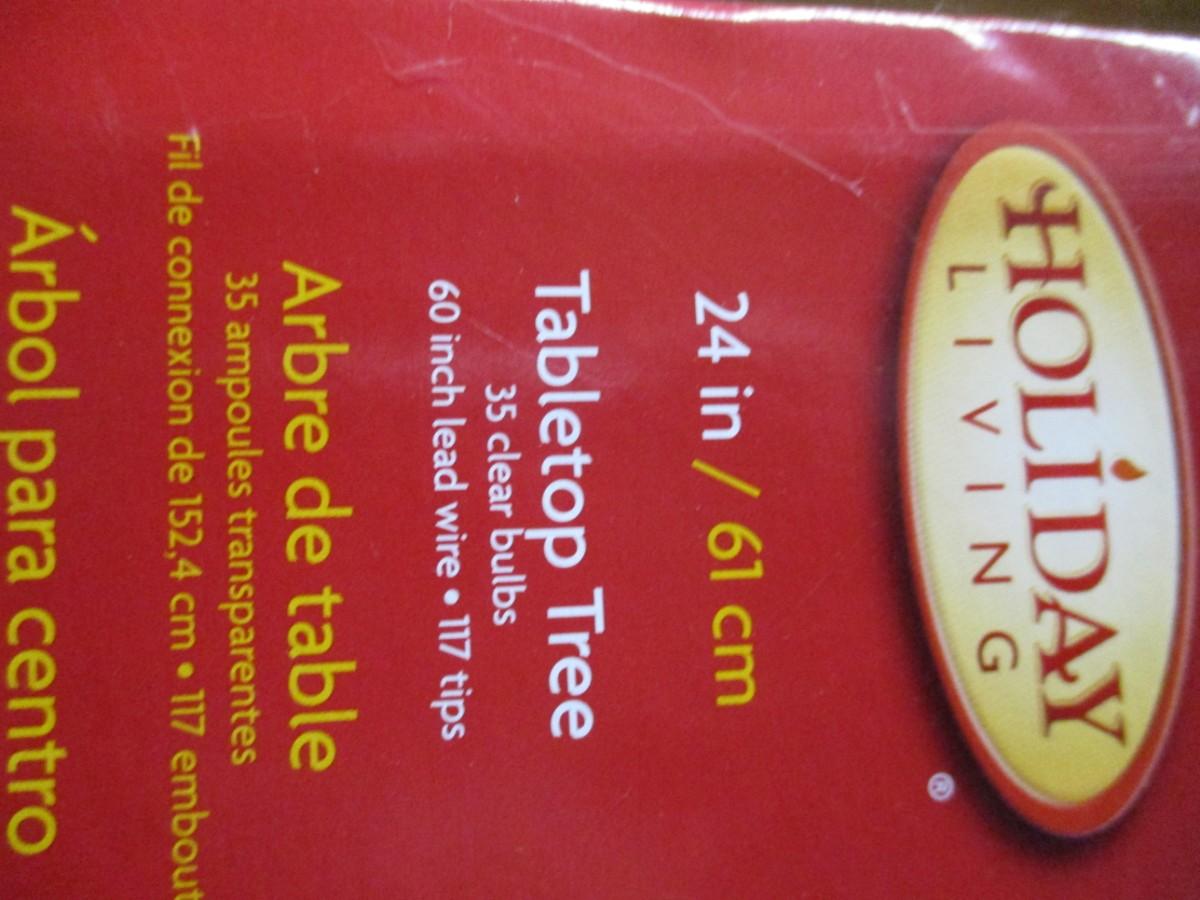 HOLIDAY
LIVING
®
24 in / 61 cm
Tabletop Tree
35 clear bulbs
60 inch lead wire • 117 tips
Arbre de table
35 ampoules transparentes
Fil de connexion de 152,4 cm • 117 embout
Árbol para centro